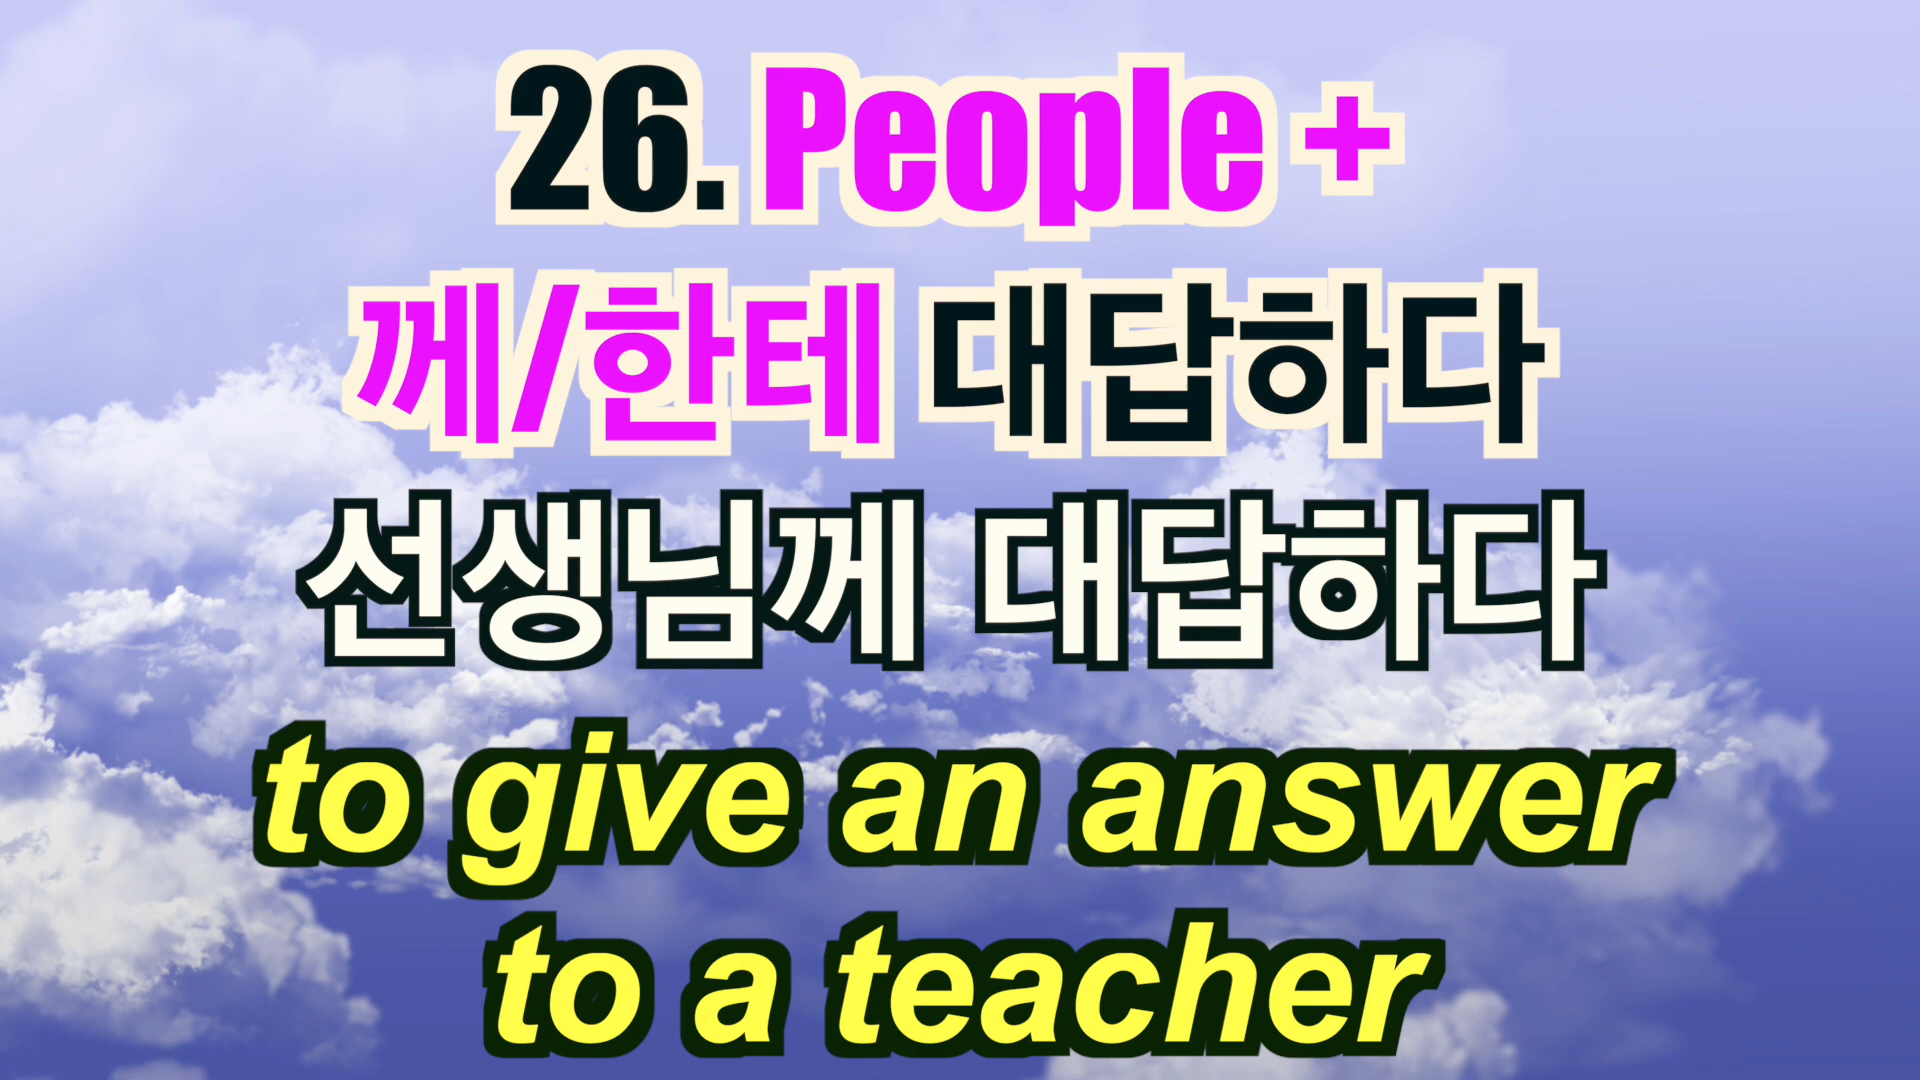 26. People +
께/한테 대답하다
선생님께 대답하다
to give an answer
to a teacher